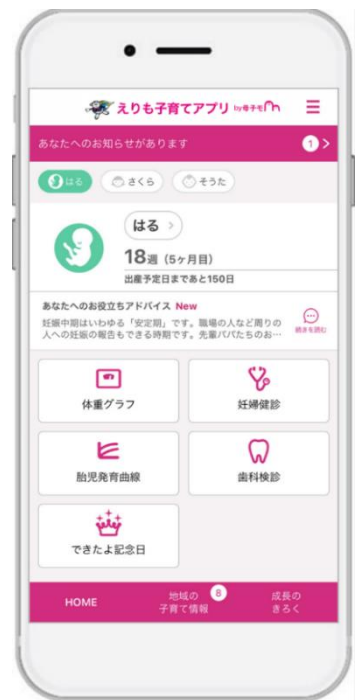 えりも子育てアプリ by母子モ
あなたへのお知らせがあります 1
はる さくら そうた
はる
18週 (5ヶ月目)
出産予定日まであと150日
あなたへのお役立ちアドバイス New
妊娠中期はいわゆる「安定期」です。職場の人など周りの
人への妊娠の報告もできる時期です。先輩パパたちのお…
続きを読む
体重グラフ 妊婦健診
胎児発育曲線 歯科検診
できたよ記念日
HOME
地域の 8
子育て情報
成長の
きろく